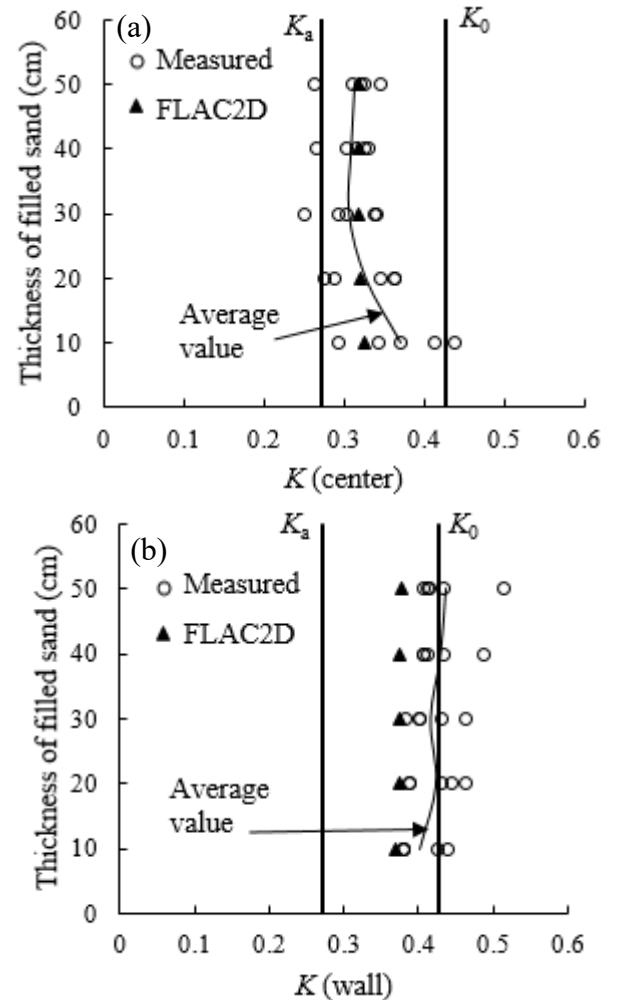 60
(a)
Kₐ
K₀
Measured
FLAC2D
50
40
30
20
10
0
Thickness of filled sand (cm)
Average
value
0
0.1
0.2
0.3
0.4
0.5
0.6
K (center)
60
(b)
Kₐ
K₀
Measured
FLAC2D
50
40
30
20
10
0
Thickness of filled sand (cm)
Average
value
0
0.1
0.2
0.3
0.4
0.5
0.6
K (wall)